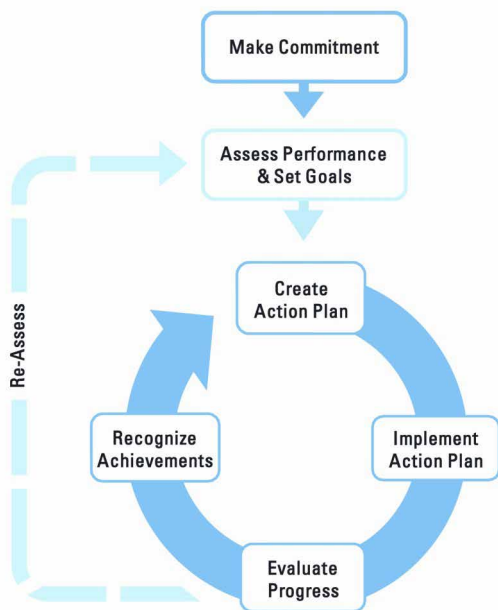 Make Commitment
Assess Performance
& Set Goals
Create
Action Plan
Re-Assess
Recognize
Achievements
Implement
Action Plan
Evaluate
Progress